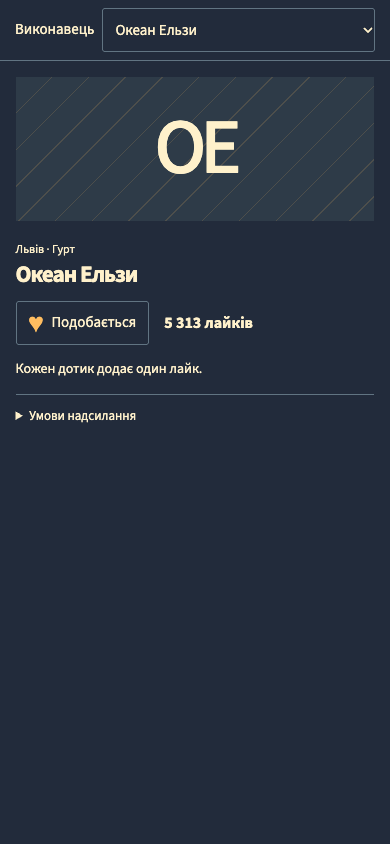 Виконавець
Океан Ельзи
ОЕ
Львів · Гурт
Океан Ельзи
Подобається
5 313 лайків
Кожен дотик додає один лайк.
Умови надсилання